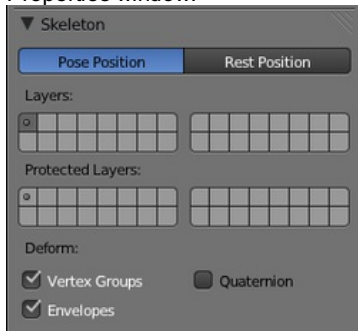 Properties window.
Skeleton
Pose Position Rest Position
Layers:
Protected Layers:
Deform:
Vertex Groups Quaternion
Envelopes